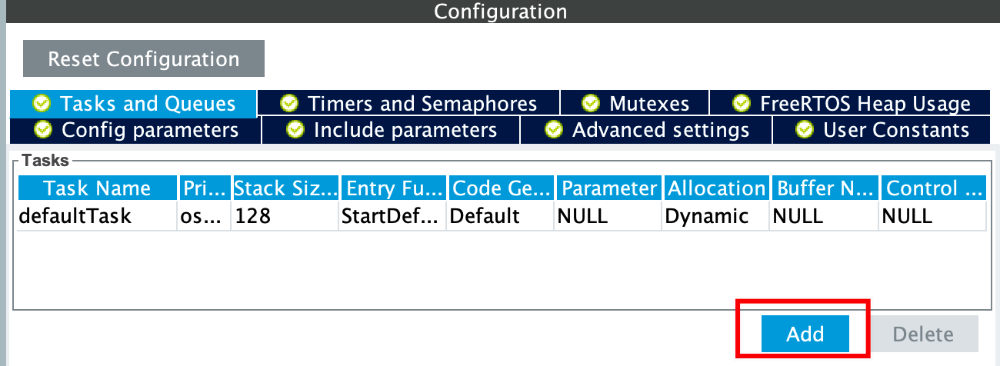 Configuration
Reset Configuration
Tasks and Queues Timers and Semaphores Mutexes FreeRTOS Heap Usage
Config parameters Include parameters Advanced settings User Constants
Tasks
Task Name Pri... Stack Siz... Entry Fu... Code Ge... Parameter Allocation Buffer N... Control ...
defaultTask os... 128 StartDef... Default NULL Dynamic NULL NULL
Add Delete